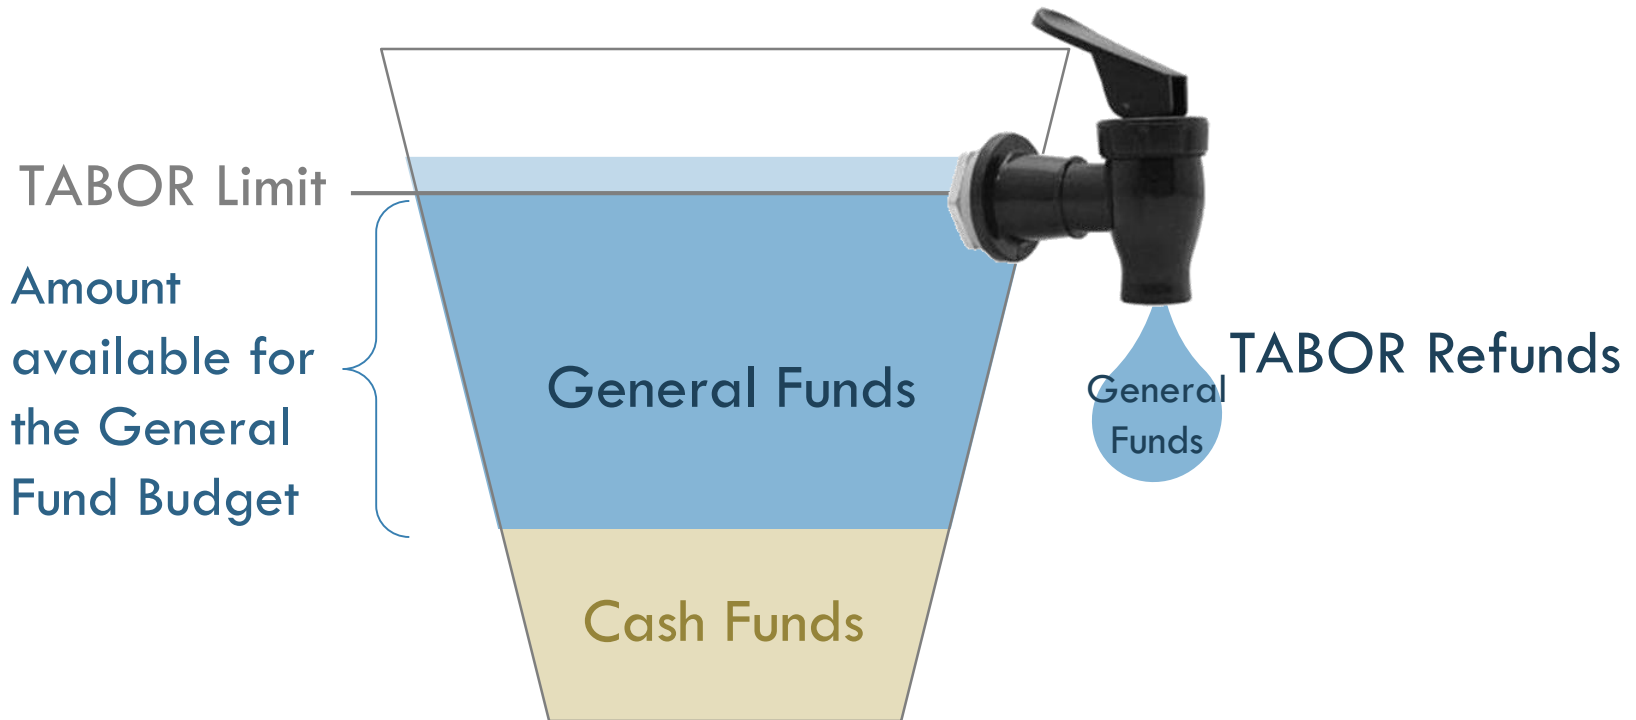 TABOR Limit
Amount
available for
the General
Fund Budget
General Funds
Cash Funds
General
Funds
TABOR Refunds